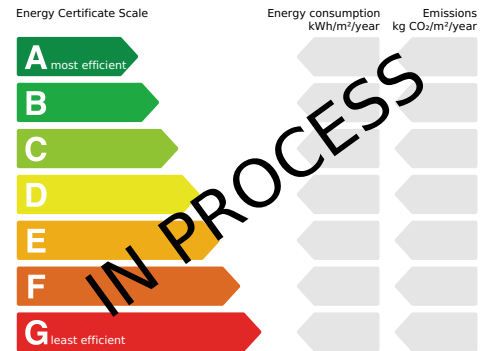 Energy Certificate Scale
Energy consumption
kWh/m²/year
Emissions
kg CO₂/m²/year
A most efficient
B
C
D
E
F
G least efficient
IN PROCESS